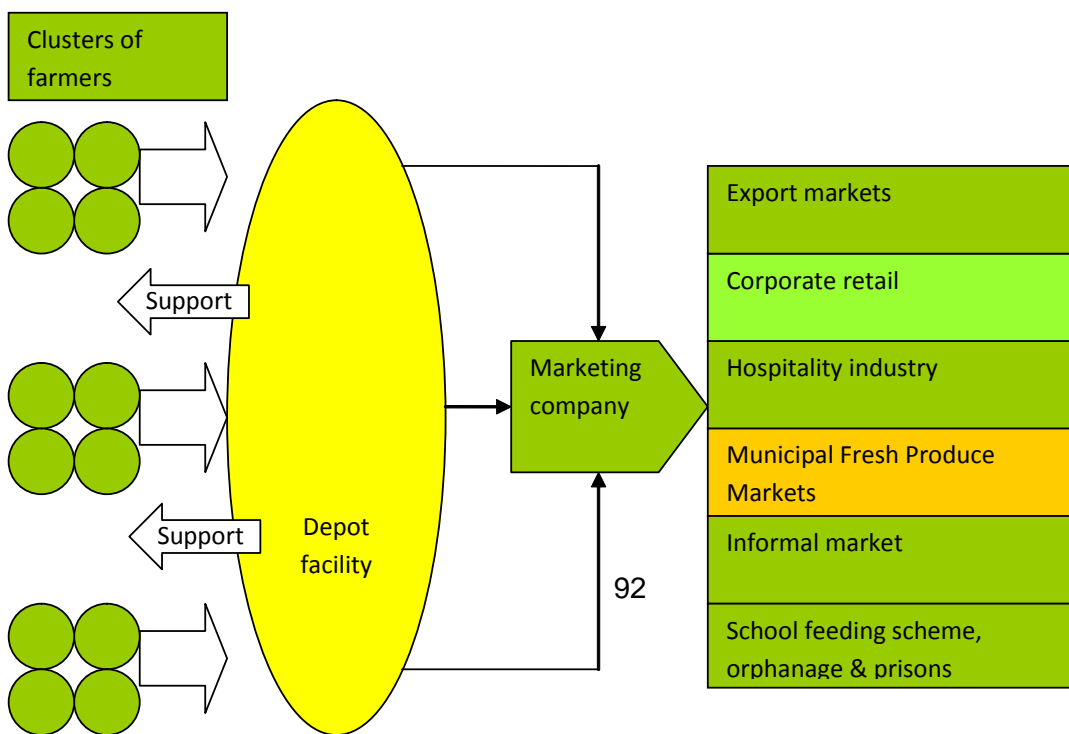 Clusters of
farmers
Support
Support
Depot
facility
Marketing
company
92
Export markets
Corporate retail
Hospitality industry
Municipal Fresh Produce
Markets
Informal market
School feeding scheme,
orphanage & prisons